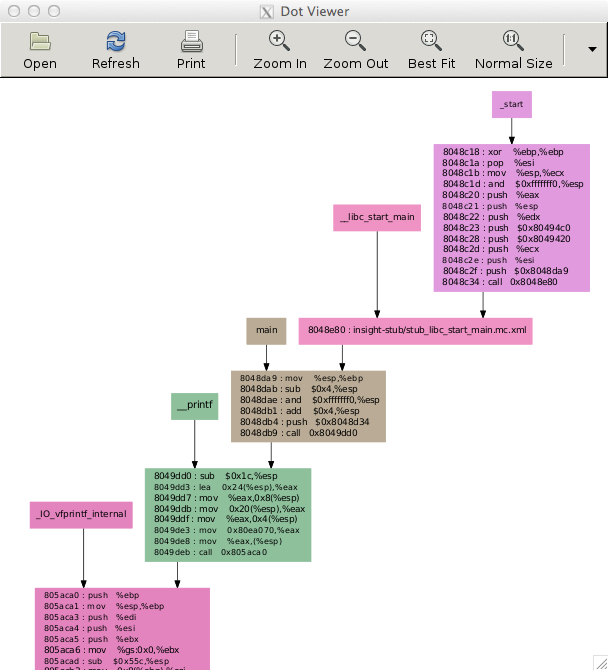 Dot Viewer
Open Refresh Print Zoom In Zoom Out Best Fit Normal Size
_start
8048c18 : xor %ebp,%ebp
8048c1a : pop %esi
8048c1b : mov %esp,%ecx
8048c1d : and $0xfffffff0,%esp
8048c20 : push %eax
8048c21 : push %esp
8048c22 : push %edx
8048c23 : push $0x80494c0
8048c28 : push $0x8049420
8048c2d : push %ecx
8048c2e : push %esi
8048c2f : push $0x8048da9
8048c34 : call 0x8048e80
__libc_start_main
8048e80 : insight-stub/stub_libc_start_main.mc.xml
main
8048da9 : mov %esp,%ebp
8048dab : sub $0x4,%esp
8048dae : and $0xfffffff0,%esp
8048db1 : add $0x4,%esp
8048db4 : push $0x8048d34
8048db9 : call 0x8049dd0
__printf
8049dd0 : sub $0x1c,%esp
8049dd3 : lea 0x24(%esp),%eax
8049dd7 : mov %eax,0x8(%esp)
8049ddb : mov 0x20(%esp),%eax
8049ddf : mov %eax,0x4(%esp)
8049de3 : mov 0x80ea070,%eax
8049de8 : mov %eax,(%esp)
8049deb : call 0x805aca0
_IO_vfprintf_internal
805aca0 : push %ebp
805aca1 : mov %esp,%ebp
805aca3 : push %edi
805aca4 : push %esi
805aca5 : push %ebx
805aca6 : mov %gs:0x0,%ebx
805acad : sub $0x55c,%esp